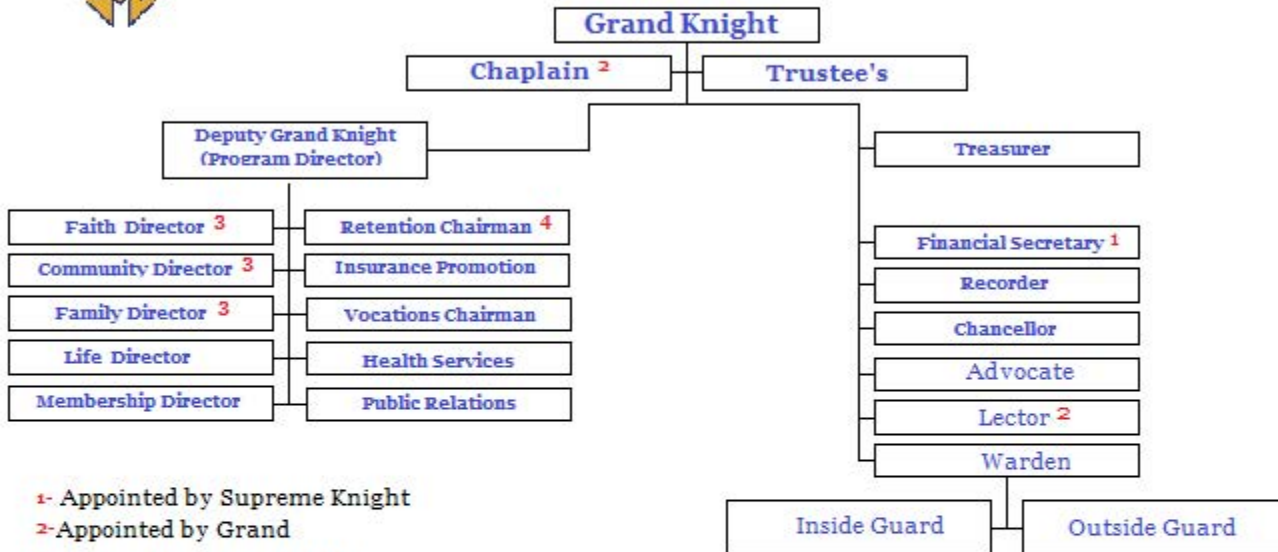 Grand Knight
Chaplain 2
Trustee's
Deputy Grand Knight
(Program Director)
Treasurer
Faith Director 3
Retention Chairman 4
Financial Secretary 1
Community Director 3
Insurance Promotion
Recorder
Family Director 3
Vocations Chairman
Chancellor
Life Director
Health Services
Advocate
Membership Director
Public Relations
Lector 2
Warden
1- Appointed by Supreme Knight
2-Appointed by Grand
Inside Guard
Outside Guard